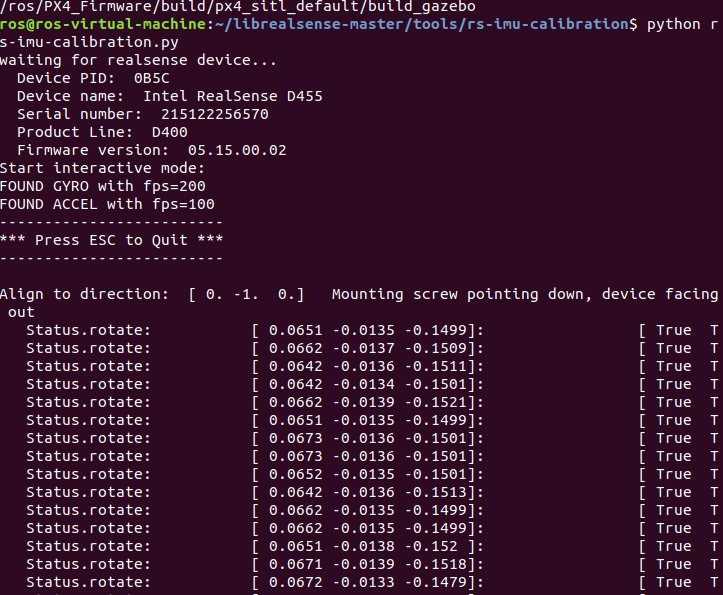 /ros/PX4_Firmware/build/px4_sitl_default/build_gazebo
ros@ros-virtual-machine:~/librealsense-master/tools/rs-imu-calibration$ python r
s-imu-calibration.py
waiting for realsense device...
  Device PID:  0B5C
  Device name:  Intel RealSense D455
  Serial number:  215122256570
  Product Line:  D400
  Firmware version:  05.15.00.02
Start interactive mode:
FOUND GYRO with fps=200
FOUND ACCEL with fps=100
-------------------------
*** Press ESC to Quit ***
-------------------------
Align to direction:  [ 0. -1.  0.]   Mounting screw pointing down, device facing
 out
   Status.rotate:           [ 0.0651 -0.0135 -0.1499]:                 [ True  T
   Status.rotate:           [ 0.0662 -0.0137 -0.1509]:                 [ True  T
   Status.rotate:           [ 0.0642 -0.0136 -0.1511]:                 [ True  T
   Status.rotate:           [ 0.0642 -0.0134 -0.1501]:                 [ True  T
   Status.rotate:           [ 0.0662 -0.0139 -0.1521]:                 [ True  T
   Status.rotate:           [ 0.0651 -0.0135 -0.1499]:                 [ True  T
   Status.rotate:           [ 0.0673 -0.0136 -0.1501]:                 [ True  T
   Status.rotate:           [ 0.0673 -0.0136 -0.1501]:                 [ True  T
   Status.rotate:           [ 0.0652 -0.0135 -0.1501]:                 [ True  T
   Status.rotate:           [ 0.0642 -0.0136 -0.1513]:                 [ True  T
   Status.rotate:           [ 0.0662 -0.0135 -0.1499]:                 [ True  T
   Status.rotate:           [ 0.0662 -0.0135 -0.1499]:                 [ True  T
   Status.rotate:           [ 0.0651 -0.0138 -0.152 ]:                 [ True  T
   Status.rotate:           [ 0.0671 -0.0139 -0.1518]:                 [ True  T
   Status.rotate:           [ 0.0672 -0.0133 -0.1479]:                 [ True  T